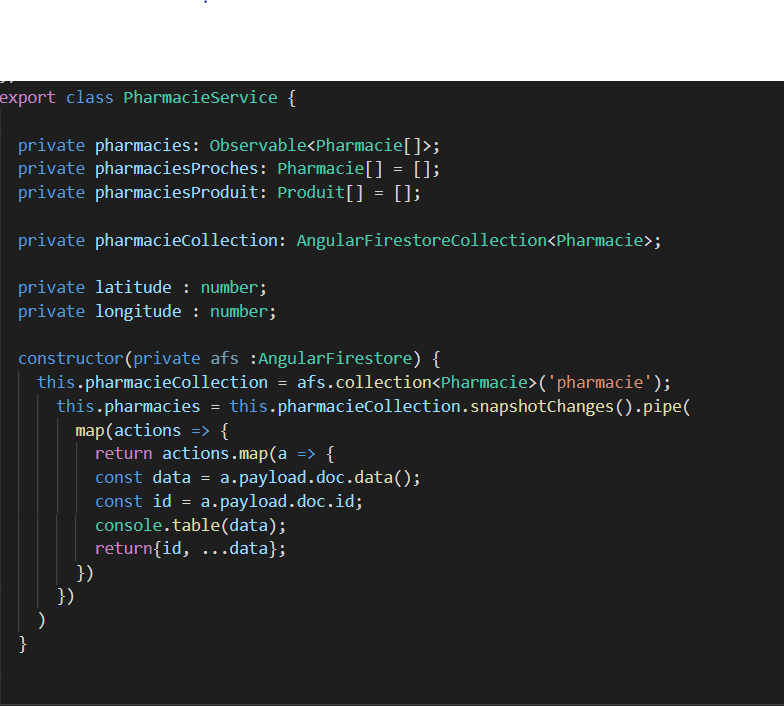 export class PharmacieService {
private pharmacies: Observable<Pharmacie[]>;
private pharmaciesProches: Pharmacie[] = [];
private pharmaciesProduit: Produit[] = [];
private pharmacieCollection: AngularFirestoreCollection<Pharmacie>;
private latitude : number;
private longitude : number;
constructor(private afs :AngularFirestore) {
this.pharmacieCollection = afs.collection<Pharmacie>('pharmacie');
this.pharmacies = this.pharmacieCollection.snapshotChanges().pipe(
map(actions => {
return actions.map(a => {
const data = a.payload.doc.data();
const id = a.payload.doc.id;
console.table(data);
return{id, ...data};
})
})
)
}